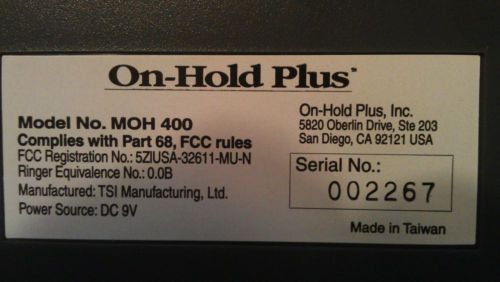 On-Hold Plus™
Model No. MOH 400
Complies with Part 68, FCC rules
FCC Registration No.: 5ZIUSA-32611-MU-N
Ringer Equivalence No.: 0.0B
Manufactured: TSI Manufacturing, Ltd.
Power Source: DC 9V
On-Hold Plus, Inc.
5820 Oberlin Drive, Ste 203
San Diego, CA 92121 USA
Serial No.:
002267
Made in Taiwan